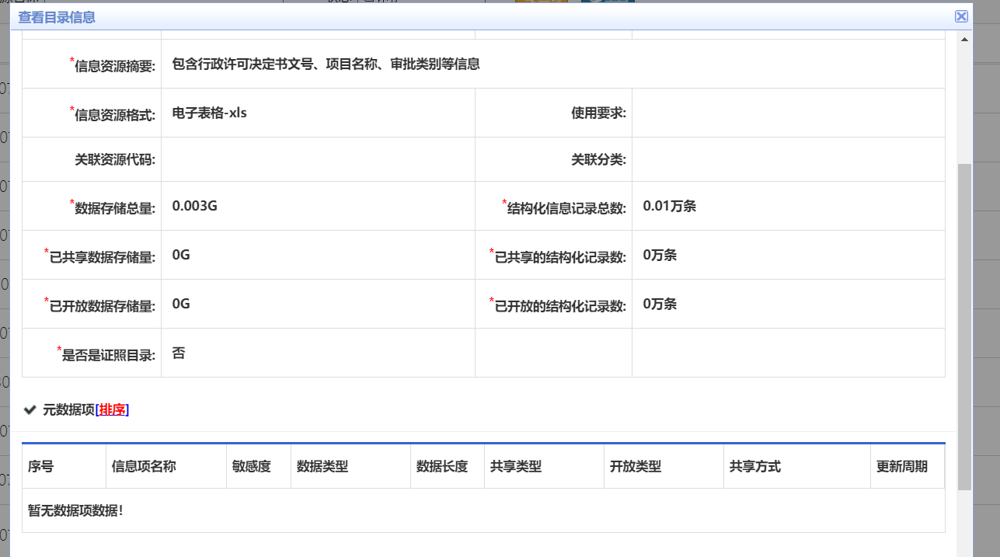 查看目录信息
*信息资源摘要: 包含行政许可决定书文号、项目名称、审批类别等信息
*信息资源格式: 电子表格-xls 使用要求:
关联资源代码: 关联分类:
*数据存储总量: 0.003G *结构化信息记录总数: 0.01万条
*已共享数据存储量: 0G *已共享的结构化记录数: 0万条
*已开放数据存储量: 0G *已开放的结构化记录数: 0万条
*是否是证照目录: 否
元数据项[排序]
序号 信息项名称 敏感度 数据类型 数据长度 共享类型 开放类型 共享方式 更新周期
暂无数据项数据!